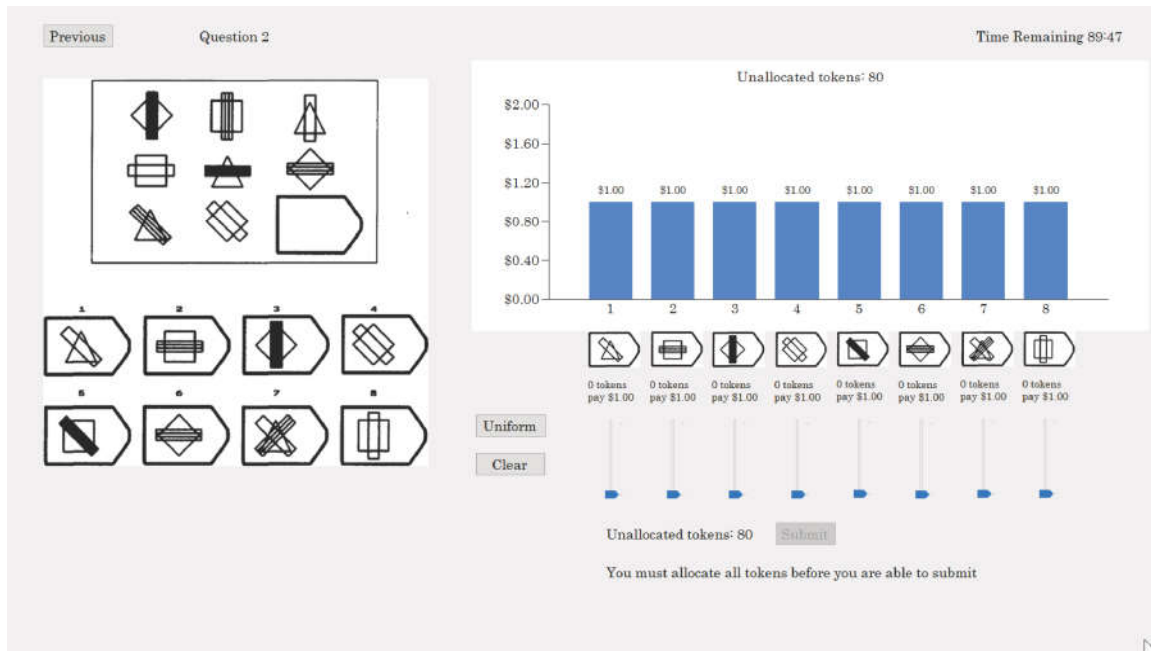 Previous
Question 2
Time Remaining 89:47
Unallocated tokens: 80
$2.00
$1.60
$1.20
$0.80
$0.40
$0.00
$1.00 $1.00 $1.00 $1.00 $1.00 $1.00 $1.00 $1.00
1 2 3 4 5 6 7 8
1 2 3 4
5 6 7 8
0 tokens 0 tokens 0 tokens 0 tokens 0 tokens 0 tokens 0 tokens 0 tokens
pay $1.00 pay $1.00 pay $1.00 pay $1.00 pay $1.00 pay $1.00 pay $1.00 pay $1.00
Uniform
Clear
Unallocated tokens: 80 Submit
You must allocate all tokens before you are able to submit